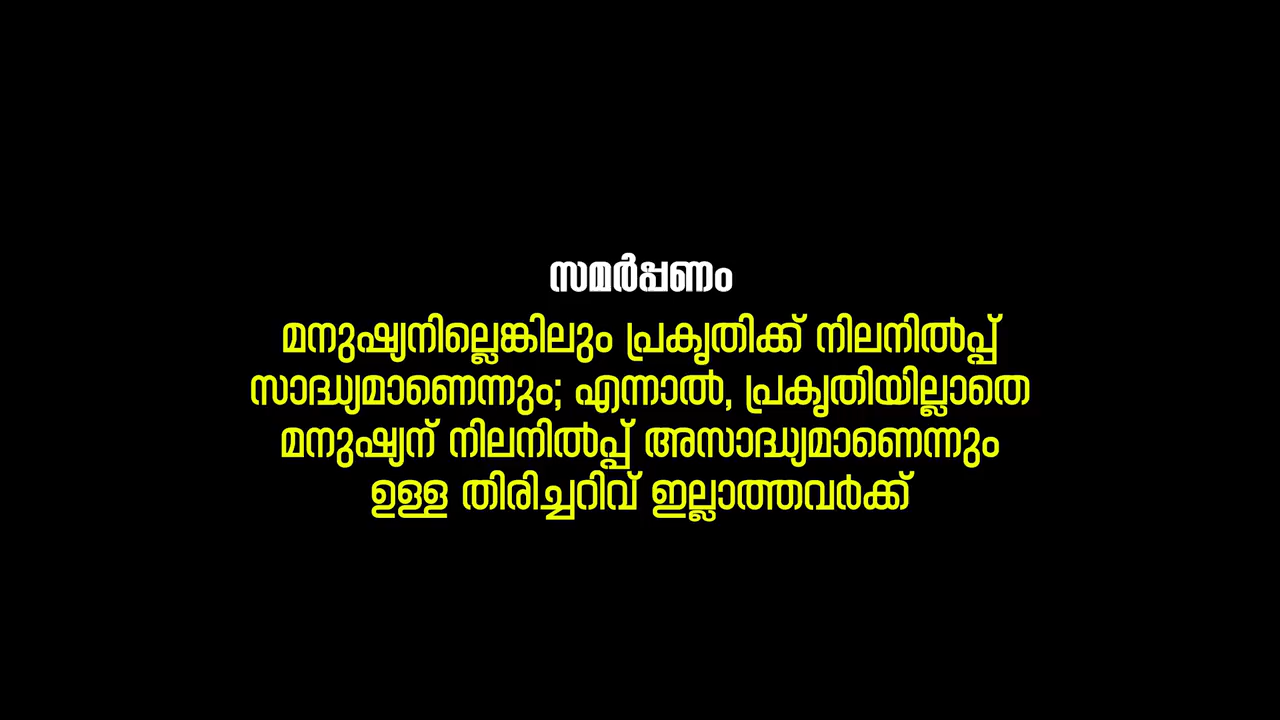 സമർപ്പണം
മനുഷ്യനില്ലെങ്കിലും പ്രകൃതിക്ക് നിലനിൽപ്പ്
സാദ്ധ്യമാണെന്നും; എന്നാൽ, പ്രകൃതിയില്ലാതെ
മനുഷ്യന് നിലനിൽപ്പ് അസാദ്ധ്യമാണെന്നും
ഉള്ള തിരിച്ചറിവ് ഇല്ലാത്തവർക്ക്